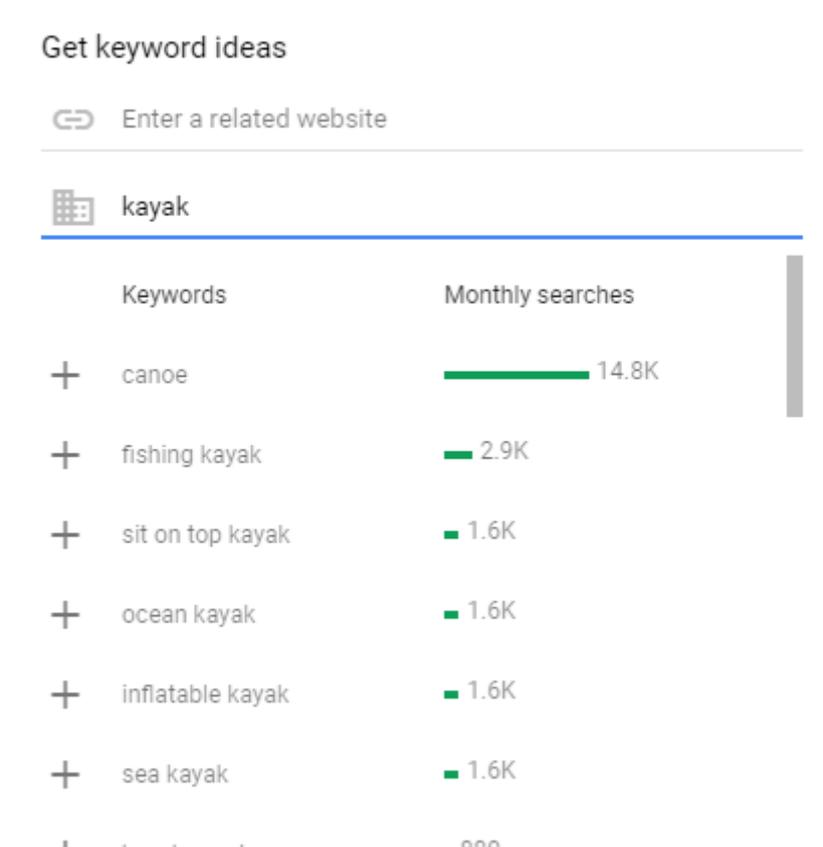 Get keyword ideas
Enter a related website
kayak
Keywords Monthly searches
canoe 14.8K
fishing kayak 2.9K
sit on top kayak 1.6K
ocean kayak 1.6K
inflatable kayak 1.6K
sea kayak 1.6K